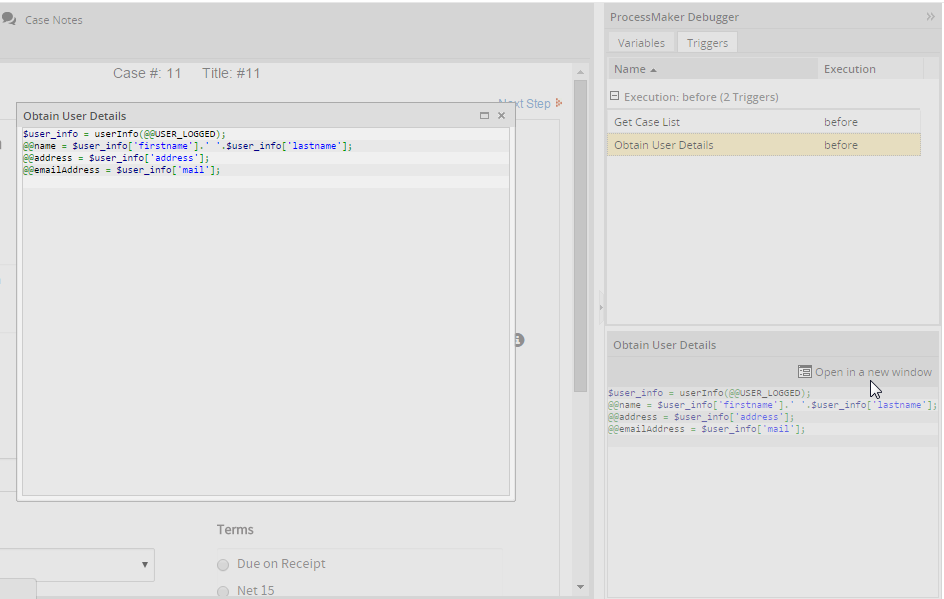 Case Notes
Case #: 11 Title: #11
Next Step
Obtain User Details
$user_info = userInfo(@@USER_LOGGED);
@@name = $user_info['firstname'].' '.$user_info['lastname'];
@@address = $user_info['address'];
@@emailAddress = $user_info['mail'];
Terms
Due on Receipt
Net 15
ProcessMaker Debugger
Variables Triggers
Name Execution
Execution: before (2 Triggers)
Get Case List before
Obtain User Details before
Obtain User Details
Open in a new window
$user_info = userInfo(@@USER_LOGGED);
@@name = $user_info['firstname'].' '.$user_info['lastname'];
@@address = $user_info['address'];
@@emailAddress = $user_info['mail'];